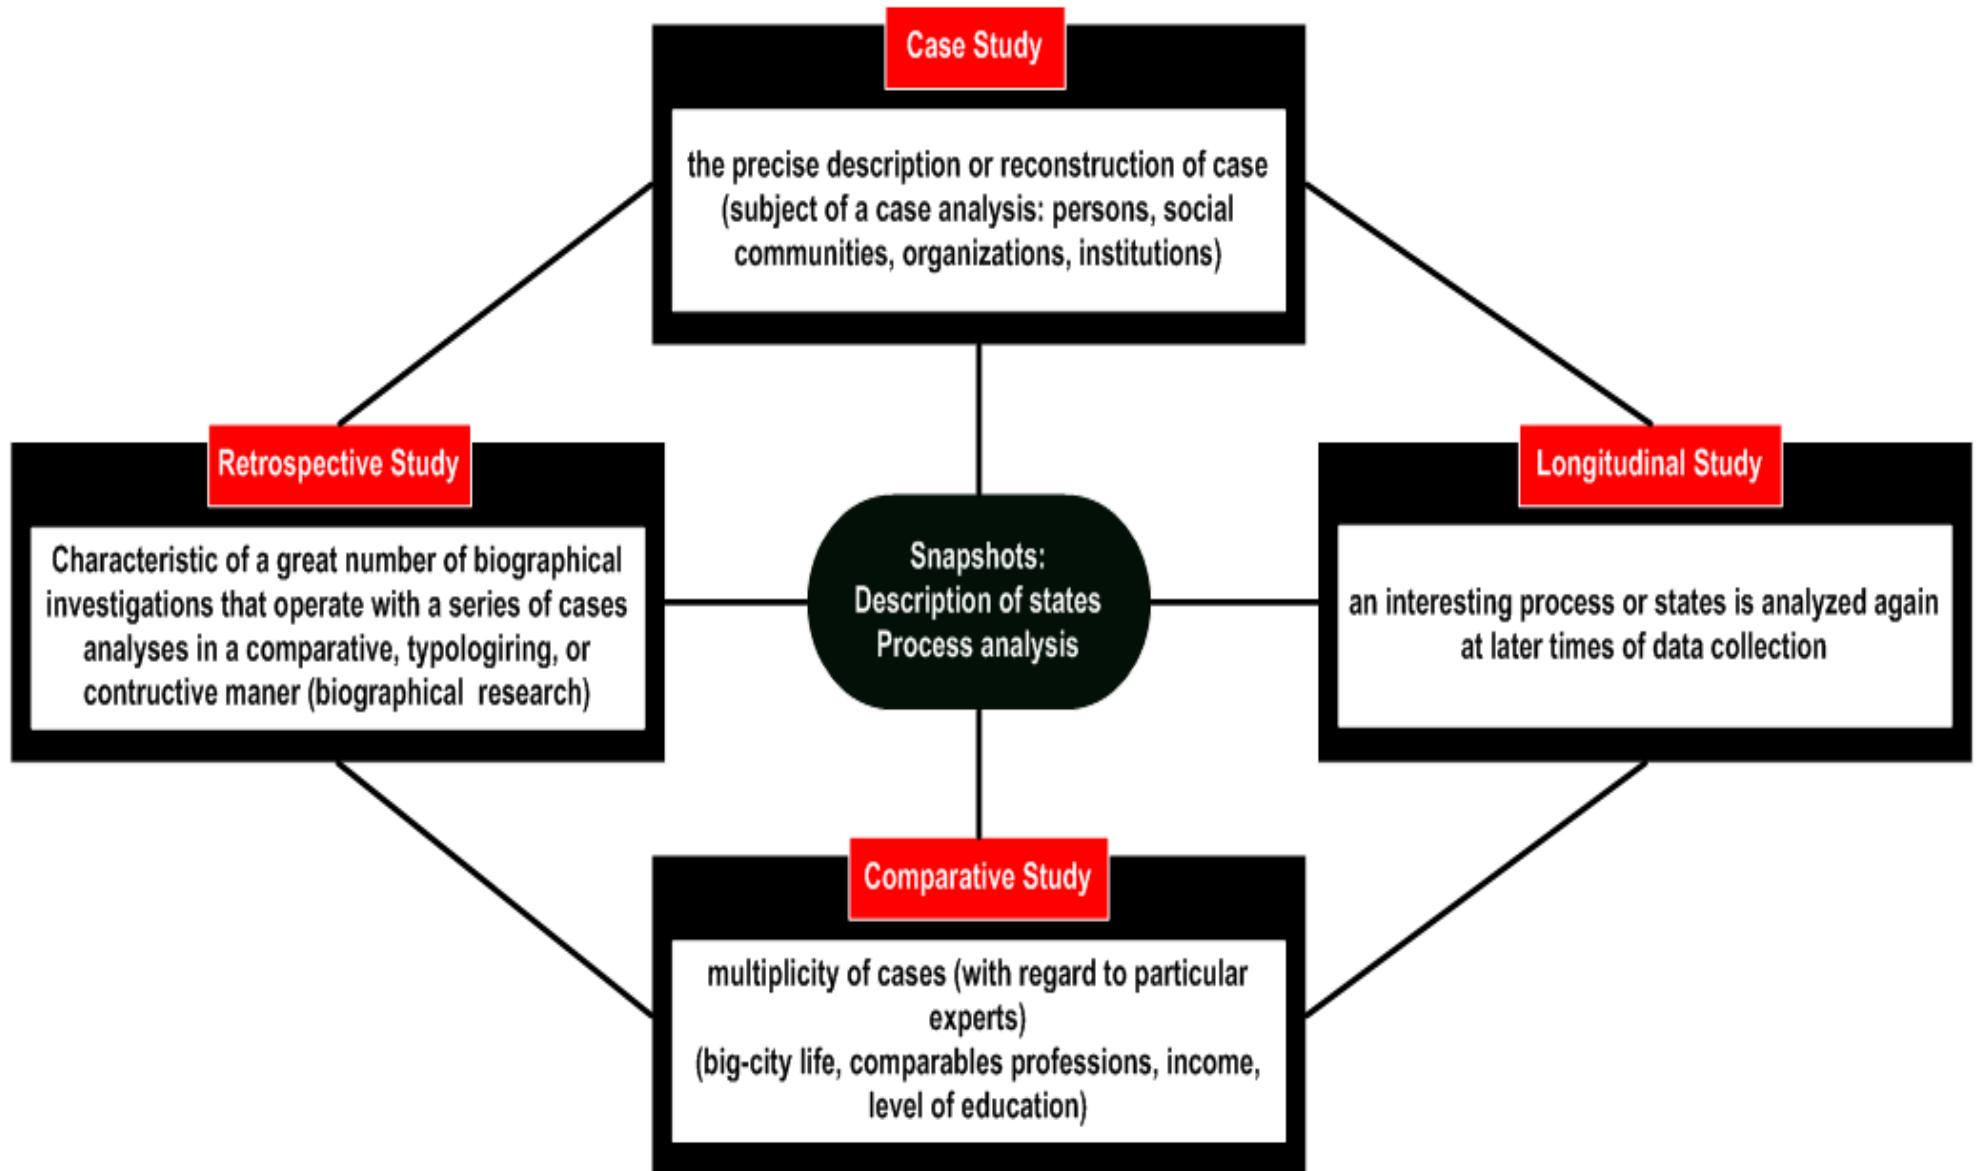 Case Study
the precise description or reconstruction of case
(subject of a case analysis: persons, social
communities, organizations, institutions)
Retrospective Study
Characteristic of a great number of biographical
investigations that operate with a series of cases
analyses in a comparative, typologiring, or
contructive maner (biographical research)
Snapshots:
Description of states
Process analysis
Longitudinal Study
an interesting process or states is analyzed again
at later times of data collection
Comparative Study
multiplicity of cases (with regard to particular
experts)
(big-city life, comparables professions, income,
level of education)